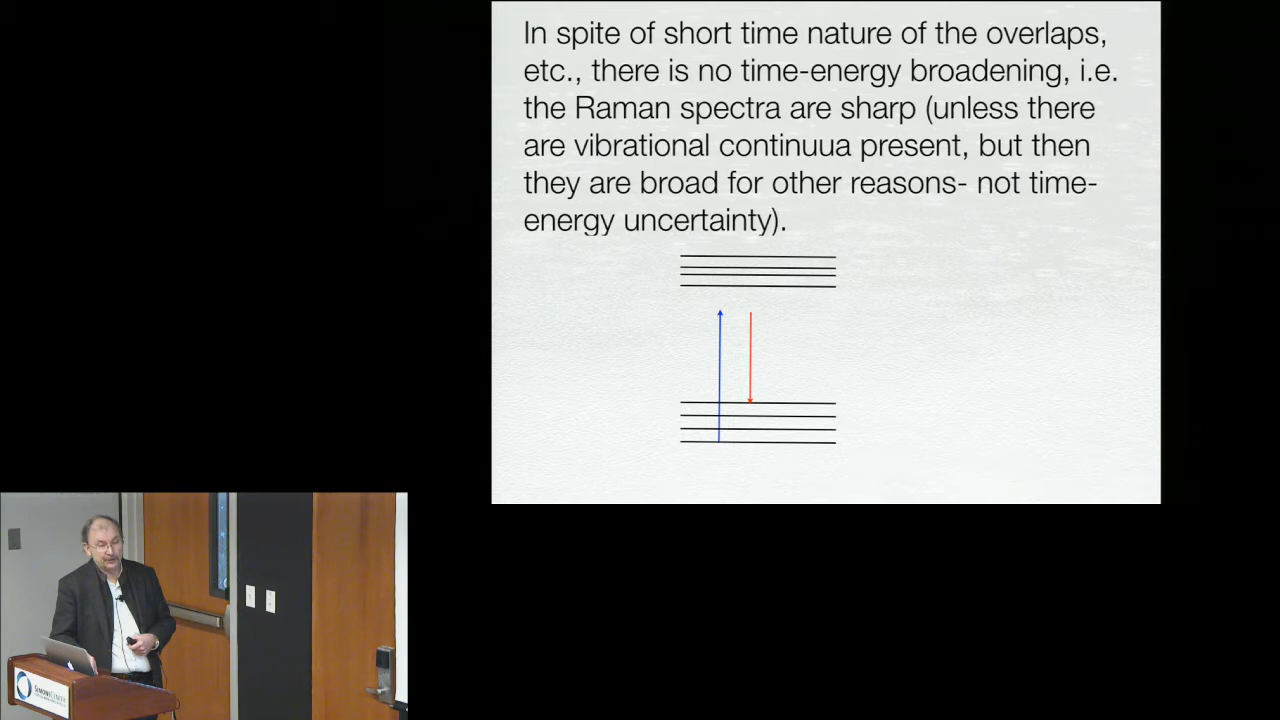 In spite of short time nature of the overlaps,
etc., there is no time-energy broadening, i.e.
the Raman spectra are sharp (unless there
are vibrational continuua present, but then
they are broad for other reasons- not time-
energy uncertainty).